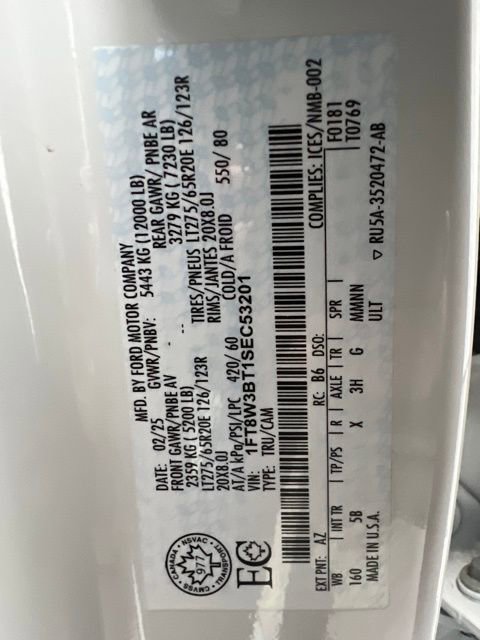 MFD. BY FORD MOTOR COMPANY
DATE: 02/25 GVWR/PNBV: 5443 KG (12000 LB)
FRONT GAWR/PNBE AV - REAR GAWR/ PNBE AR
2359 KG ( 5200 LB) -- 3279 KG ( 7230 LB)
LT275/65R20E 126/123R TIRES/PNEUS LT275/65R20E 126/123R
20X8.0J RIMS/JANTES 20X8.0J
AT/A kPa/PSI/LPC 420/ 60 COLD/A FROID 550/ 80
VIN: 1FT8W3BT1SEC53201
TYPE: TRU/CAM
CANADA
NSVAC
TRANSPORT
CMVSS
977
T
EC
COMPLIES: ICES/NMB-002
EXT PNT: AZ RC: B6 DSO: F0181
WB INT TR TP/PS R AXLE TR SPR T0769
160 5B X 3H G MMNN
MADE IN U.S.A. ULT ▽ RU5A-3520472-AB